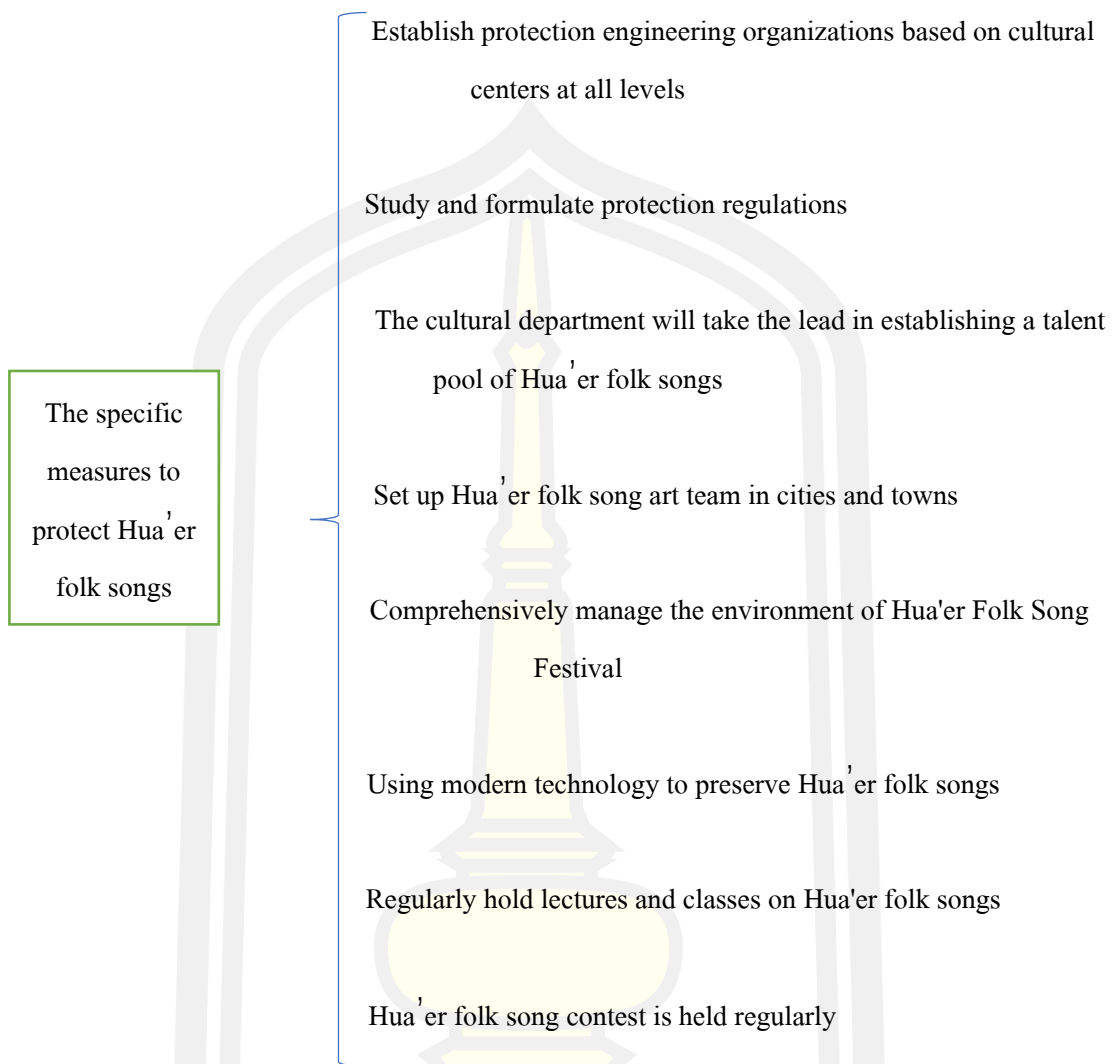 Establish protection engineering organizations based on cultural
centers at all levels
Study and formulate protection regulations
The cultural department will take the lead in establishing a talent
pool of Hua’er folk songs
The specific
measures to
protect Hua’er
folk songs
Set up Hua’er folk song art team in cities and towns
Comprehensively manage the environment of Hua'er Folk Song
Festival
Using modern technology to preserve Hua’er folk songs
Regularly hold lectures and classes on Hua'er folk songs
Hua’er folk song contest is held regularly